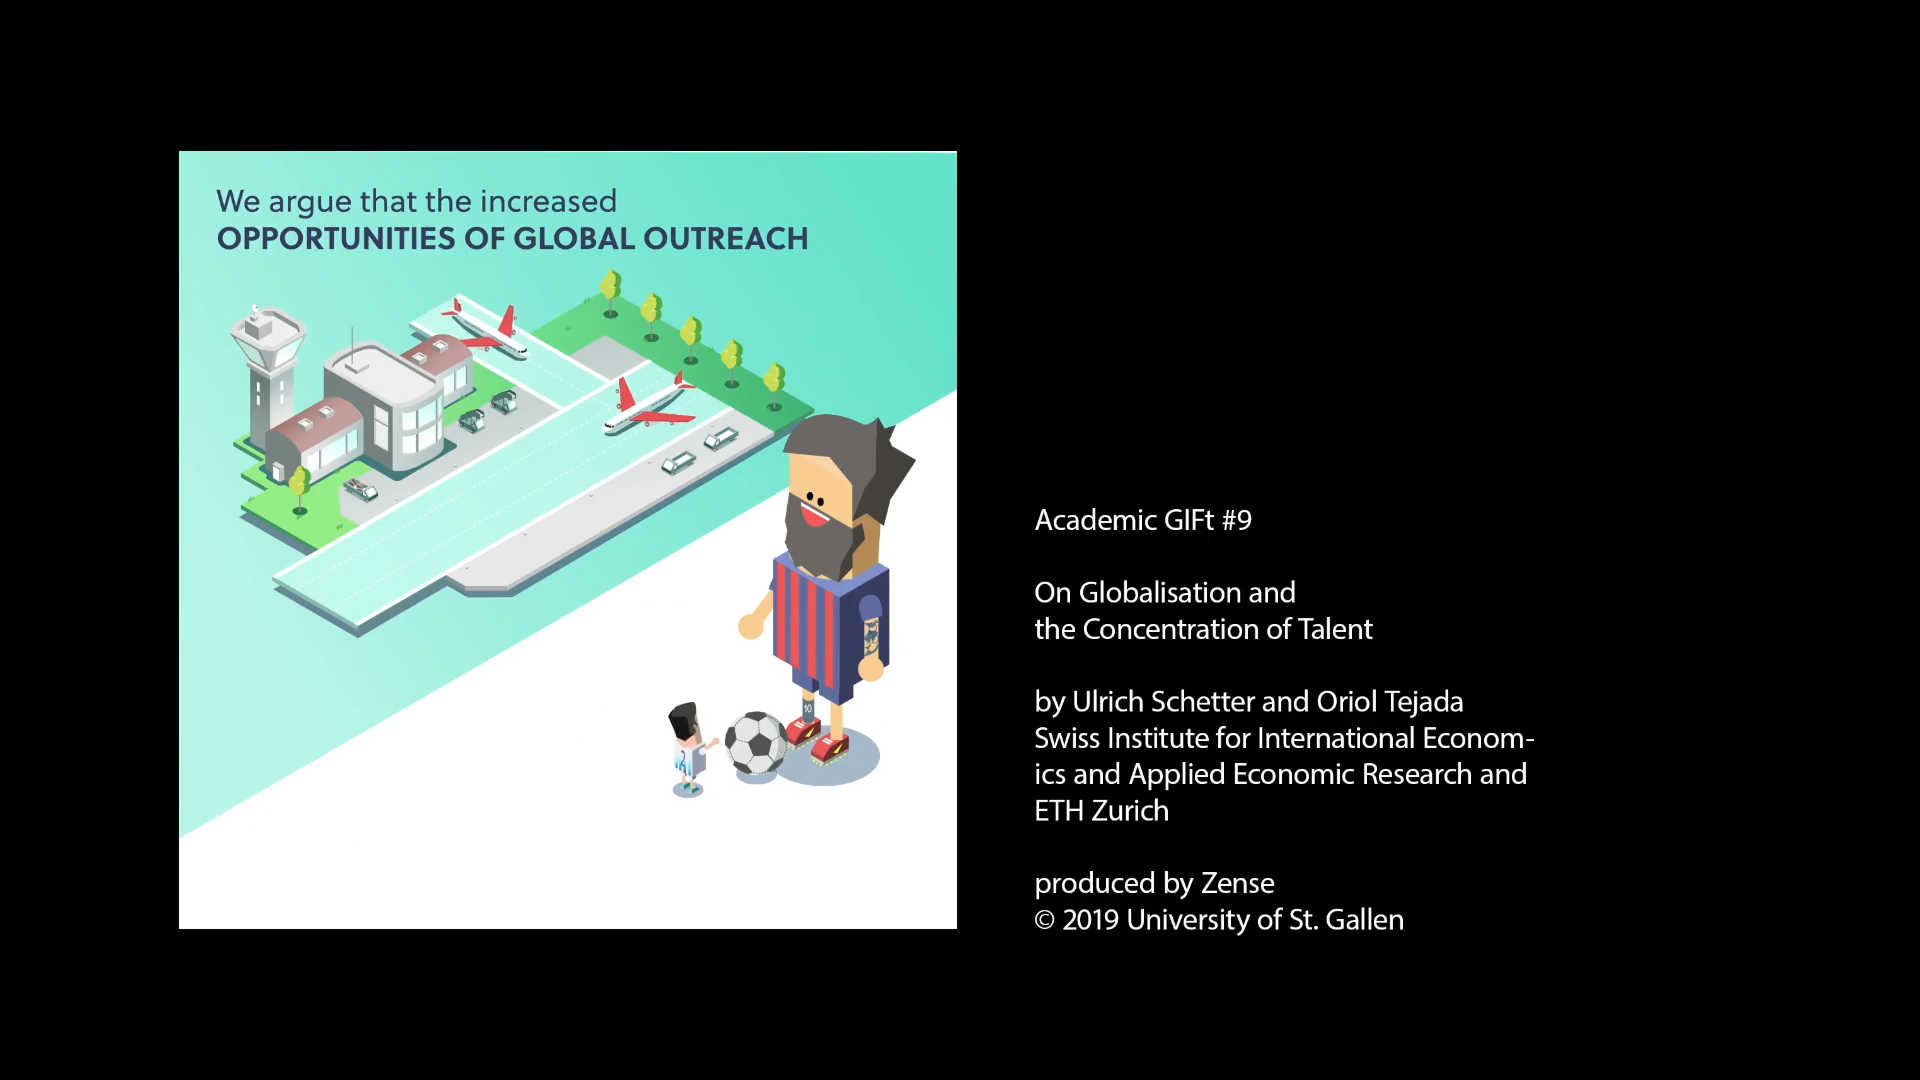 We argue that the increased
OPPORTUNITIES OF GLOBAL OUTREACH
10
Academic GIFt #9
On Globalisation and
the Concentration of Talent
by Ulrich Schetter and Oriol Tejada
Swiss Institute for International Econom-
ics and Applied Economic Research and
ETH Zurich
produced by Zense
© 2019 University of St. Gallen